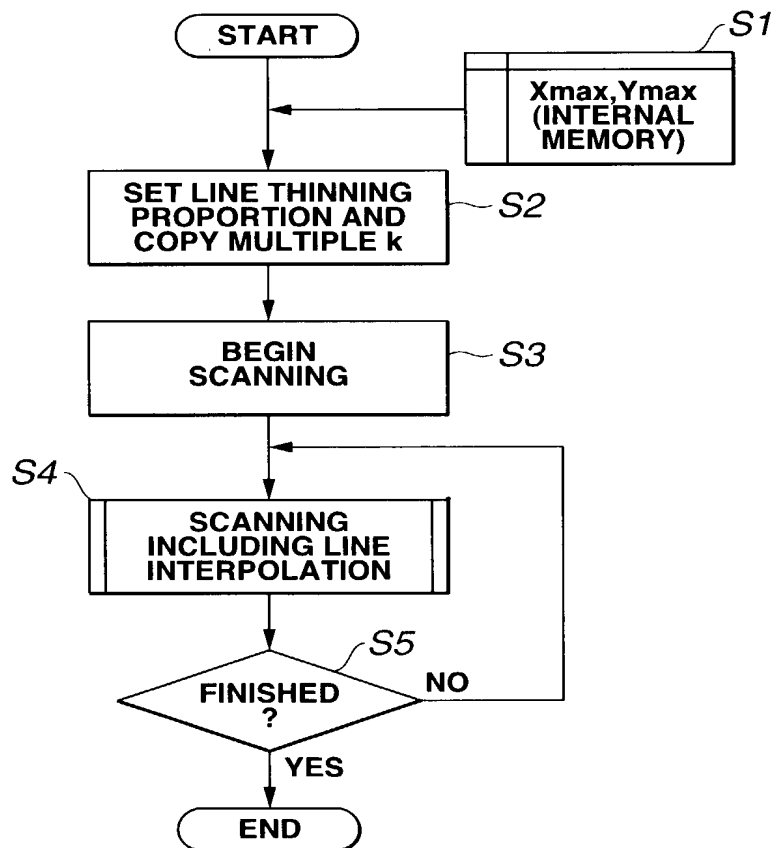 START
S1
Xmax,Ymax
(INTERNAL
MEMORY)
SET LINE THINNING
PROPORTION AND
COPY MULTIPLE k
S2
BEGIN
SCANNING
S3
S4
SCANNING
INCLUDING LINE
INTERPOLATION
S5
FINISHED
?
NO
YES
END